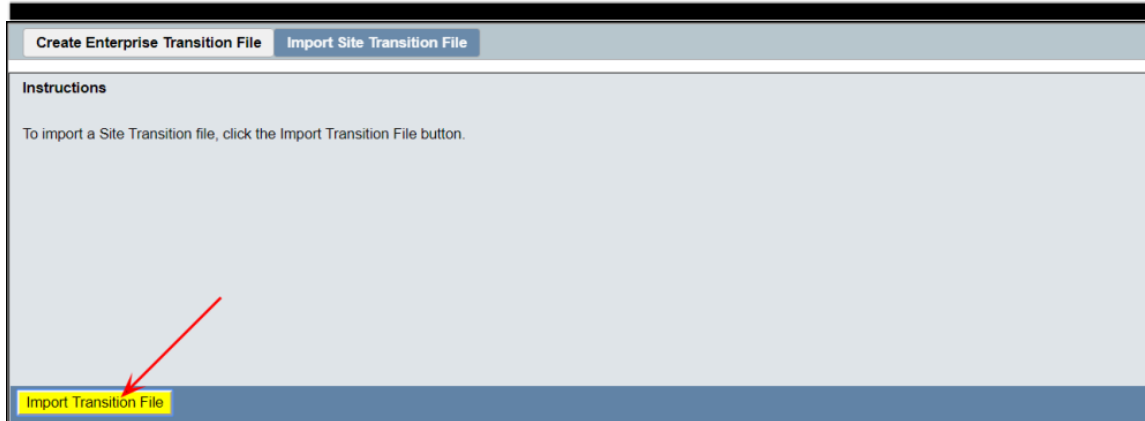 Create Enterprise Transition File Import Site Transition File
Instructions
To import a Site Transition file, click the Import Transition File button.
Import Transition File